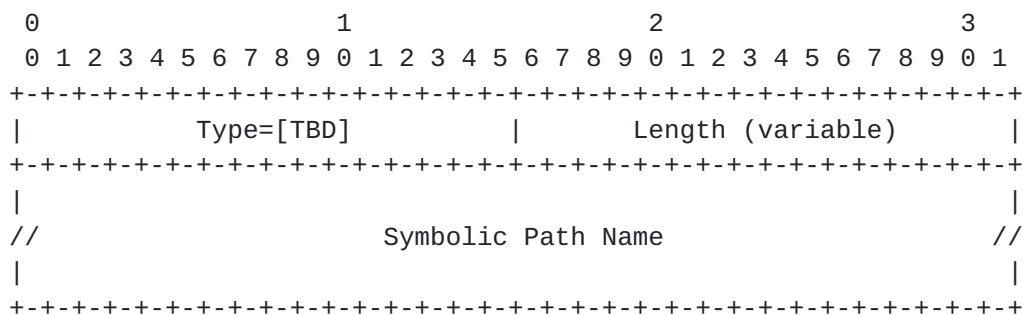 0                   1                   2                   3
 0 1 2 3 4 5 6 7 8 9 0 1 2 3 4 5 6 7 8 9 0 1 2 3 4 5 6 7 8 9 0 1
+-+-+-+-+-+-+-+-+-+-+-+-+-+-+-+-+-+-+-+-+-+-+-+-+-+-+-+-+-+-+-+-+
|           Type=[TBD]          |       Length (variable)       |
+-+-+-+-+-+-+-+-+-+-+-+-+-+-+-+-+-+-+-+-+-+-+-+-+-+-+-+-+-+-+-+-+
|                                                               |
//                      Symbolic Path Name                     //
|                                                               |
+-+-+-+-+-+-+-+-+-+-+-+-+-+-+-+-+-+-+-+-+-+-+-+-+-+-+-+-+-+-+-+-+